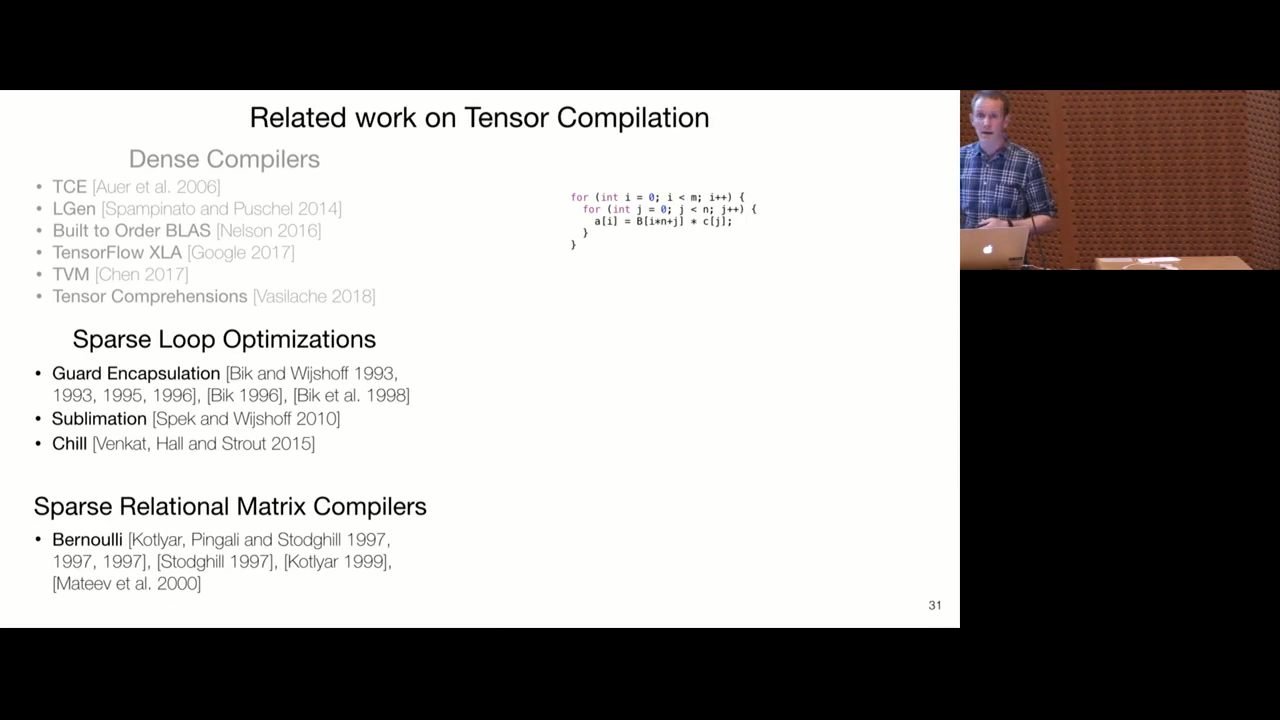 Related work on Tensor Compilation
Dense Compilers
• TCE [Auer et al. 2006]
• LGen [Spampinato and Puschel 2014]
• Built to Order BLAS [Nelson 2016]
• TensorFlow XLA [Google 2017]
• TVM [Chen 2017]
• Tensor Comprehensions [Vasilache 2018]
Sparse Loop Optimizations
• Guard Encapsulation [Bik and Wijshoff 1993,
1993, 1995, 1996], [Bik 1996], [Bik et al. 1998]
• Sublimation [Spek and Wijshoff 2010]
• Chill [Venkat, Hall and Strout 2015]
Sparse Relational Matrix Compilers
• Bernoulli [Kotlyar, Pingali and Stodghill 1997,
1997, 1997], [Stodghill 1997], [Kotlyar 1999],
[Mateev et al. 2000]
for (int i = 0; i < m; i++) {
for (int j = 0; j < n; j++) {
a[i] = B[i*n+j] * c[j];
}
}
31